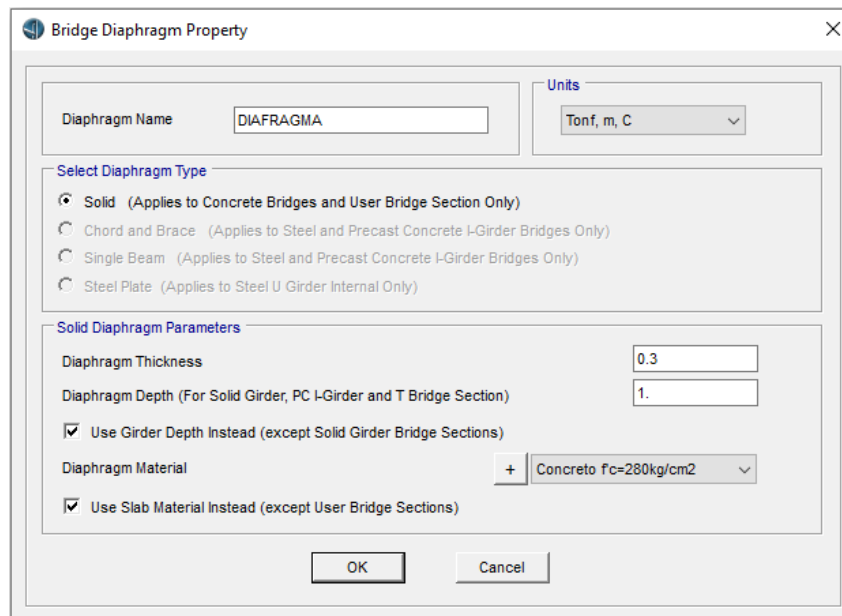 Bridge Diaphragm Property
Diaphragm Name DIAFRAGMA
Units
Tonf, m, C
Select Diaphragm Type
Solid (Applies to Concrete Bridges and User Bridge Section Only)
Chord and Brace (Applies to Steel and Precast Concrete I-Girder Bridges Only)
Single Beam (Applies to Steel and Precast Concrete I-Girder Bridges Only)
Steel Plate (Applies to Steel U Girder Internal Only)
Solid Diaphragm Parameters
Diaphragm Thickness 0.3
Diaphragm Depth (For Solid Girder, PC I-Girder and T Bridge Section) 1.
Use Girder Depth Instead (except Solid Girder Bridge Sections)
Diaphragm Material + Concreto f'c=280kg/cm2
Use Slab Material Instead (except User Bridge Sections)
OK Cancel